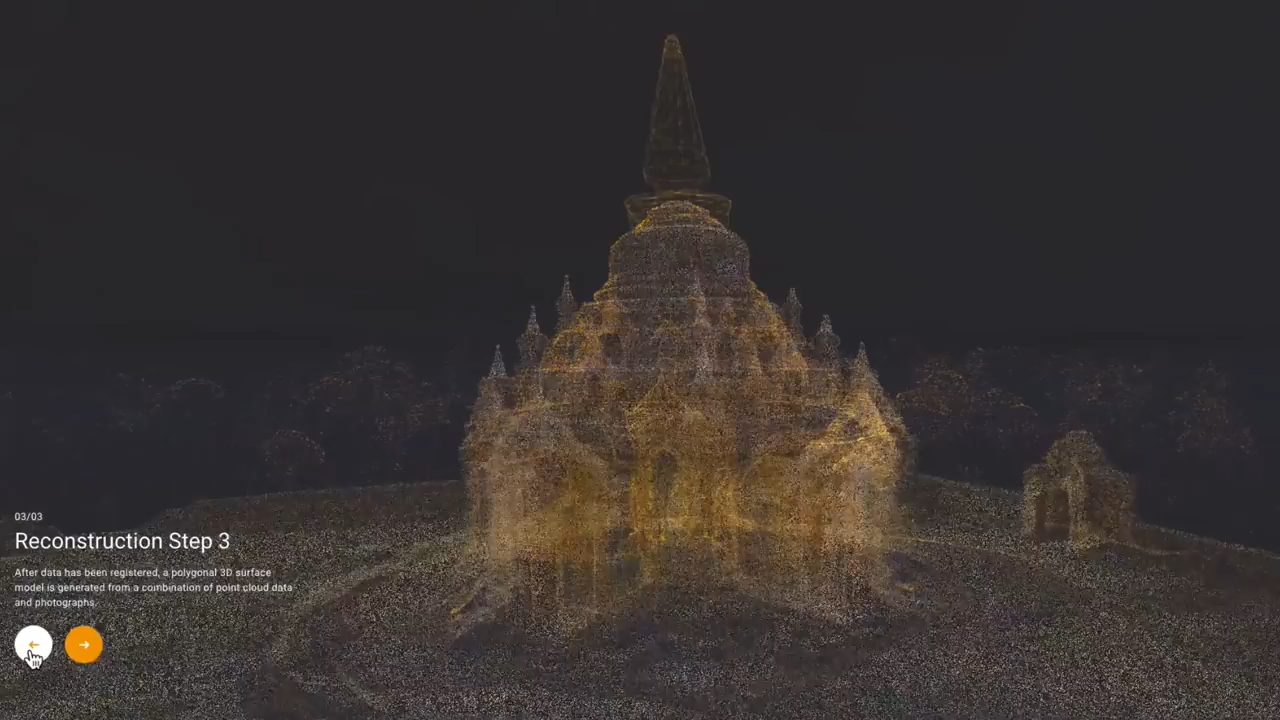 03/03
Reconstruction Step 3
After data has been registered, a polygonal 3D surface
model is generated from a combination of point cloud data
and photographs.